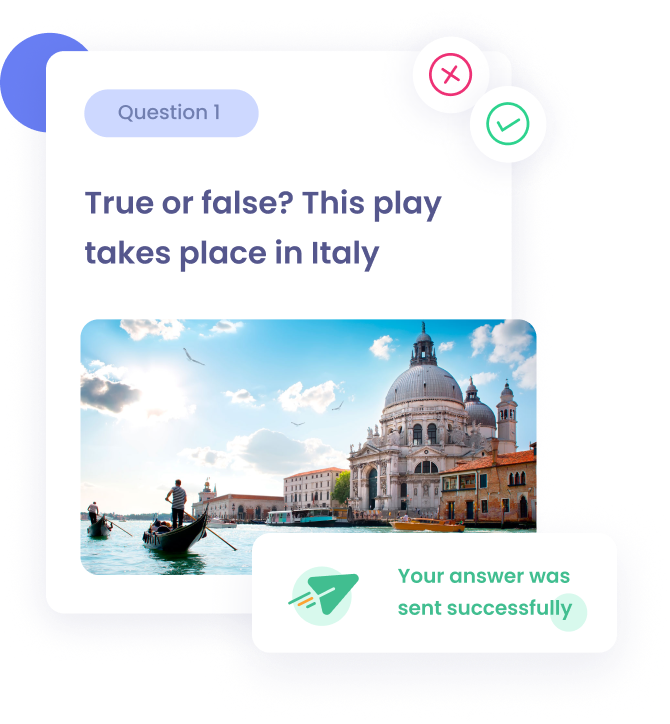 Question 1
True or false? This play
takes place in Italy
Your answer was
sent successfully